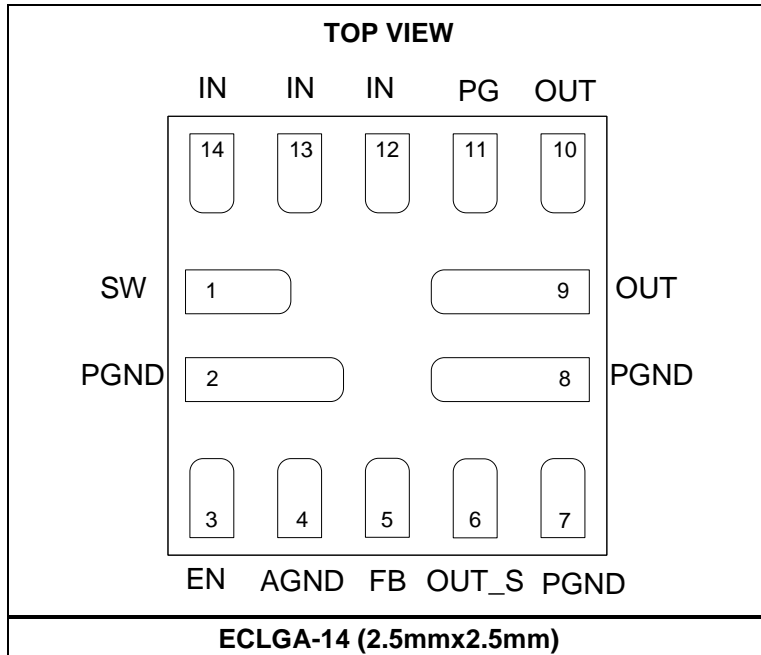 TOP VIEW
IN IN IN PG OUT
14 13 12 11 10
SW 1 9 OUT
PGND 2 8 PGND
3 4 5 6 7
EN AGND FB OUT_S PGND
ECLGA-14 (2.5mmx2.5mm)